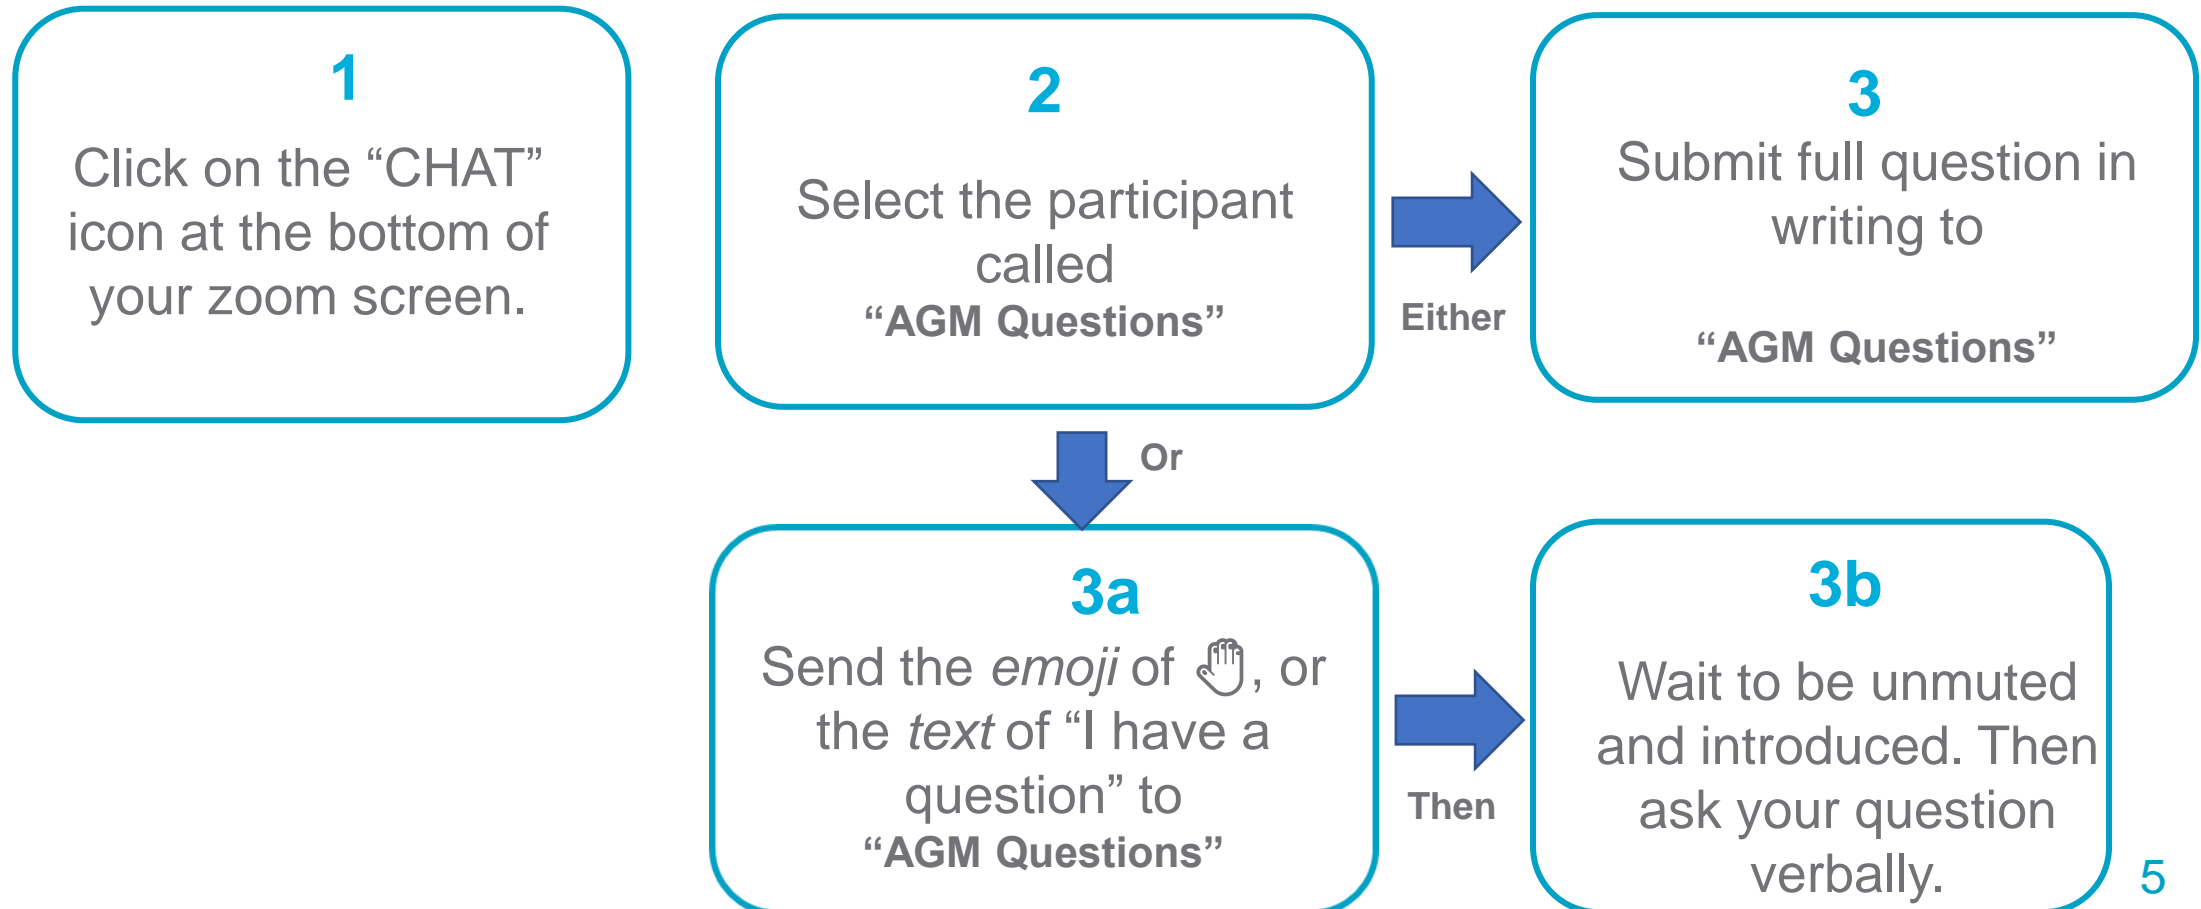 1
Click on the “CHAT”
icon at the bottom of
your zoom screen.
2
Select the participant
called
“AGM Questions”
Either
3
Submit full question in
writing to
“AGM Questions”
Or
3a
Send the emoji of , or
the text of “I have a
question” to
“AGM Questions”
Then
3b
Wait to be unmuted
and introduced. Then
ask your question
verbally.
5